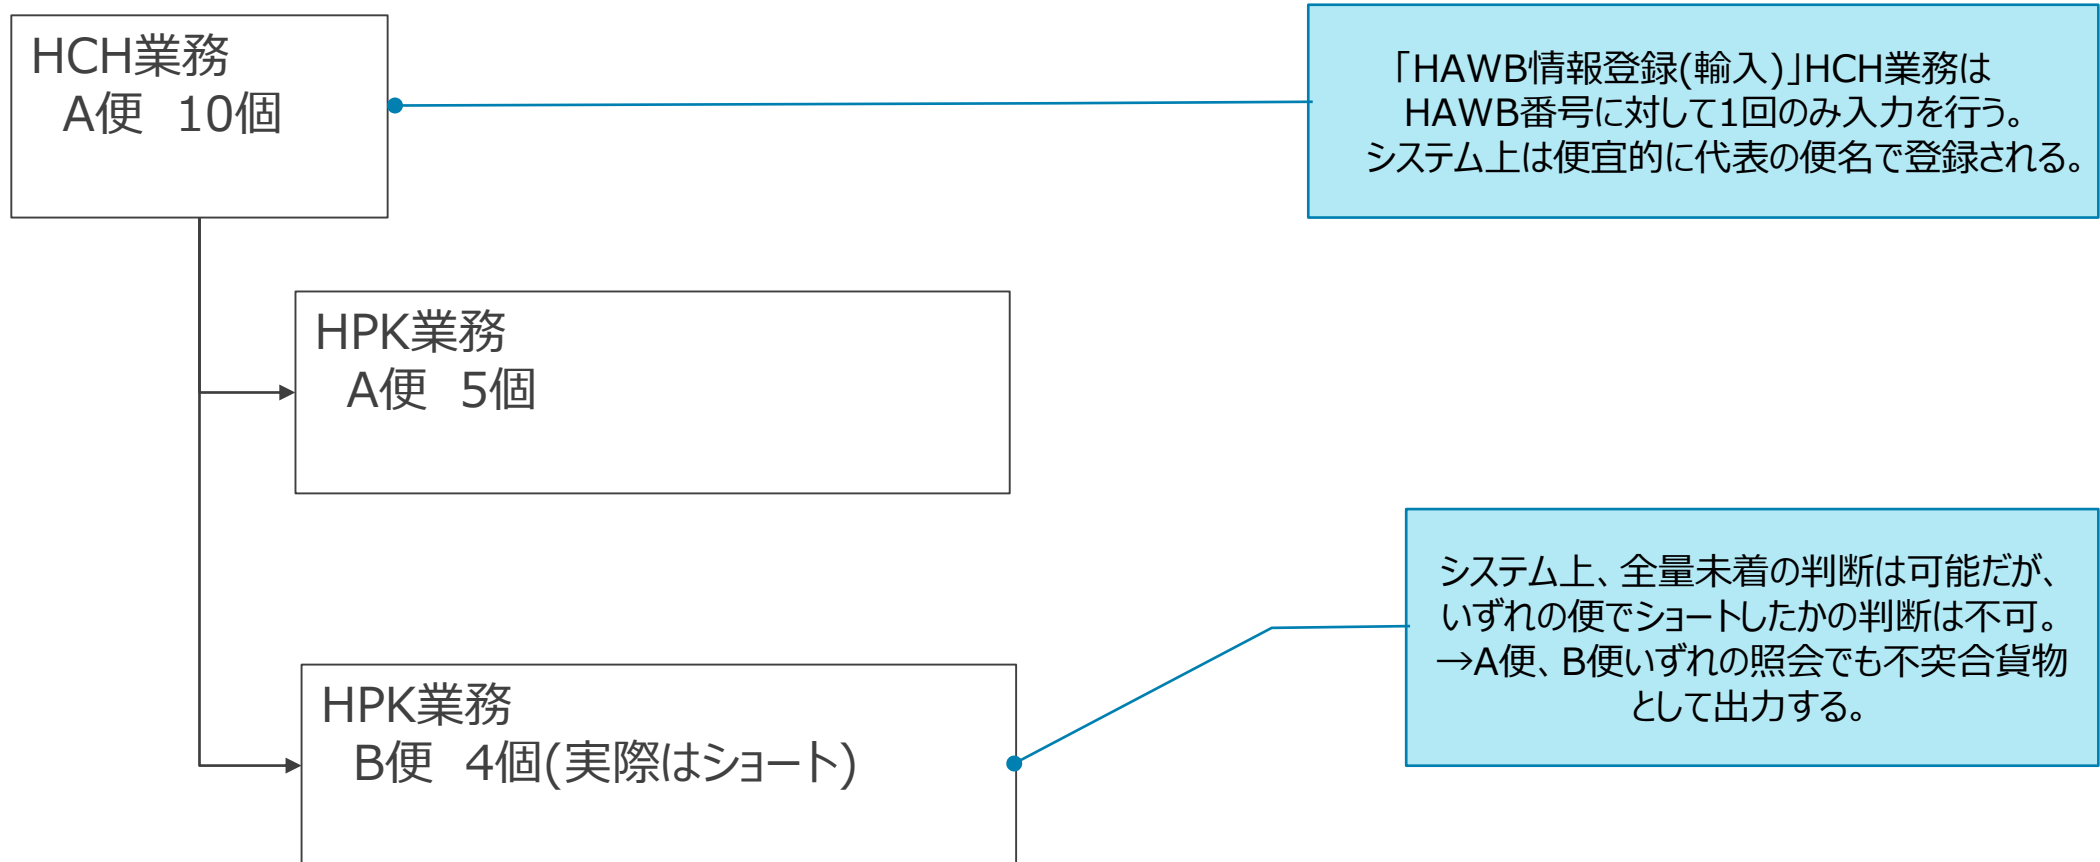 HCH業務
A便　10個
「HAWB情報登録(輸入)」HCH業務は
HAWB番号に対して1回のみ入力を行う。
システム上は便宜的に代表の便名で登録される。
HPK業務
A便　5個
HPK業務
B便　4個(実際はショート)
システム上、全量未着の判断は可能だが、
いずれの便でショートしたかの判断は不可。
→A便、B便いずれの照会でも不突合貨物
として出力する。